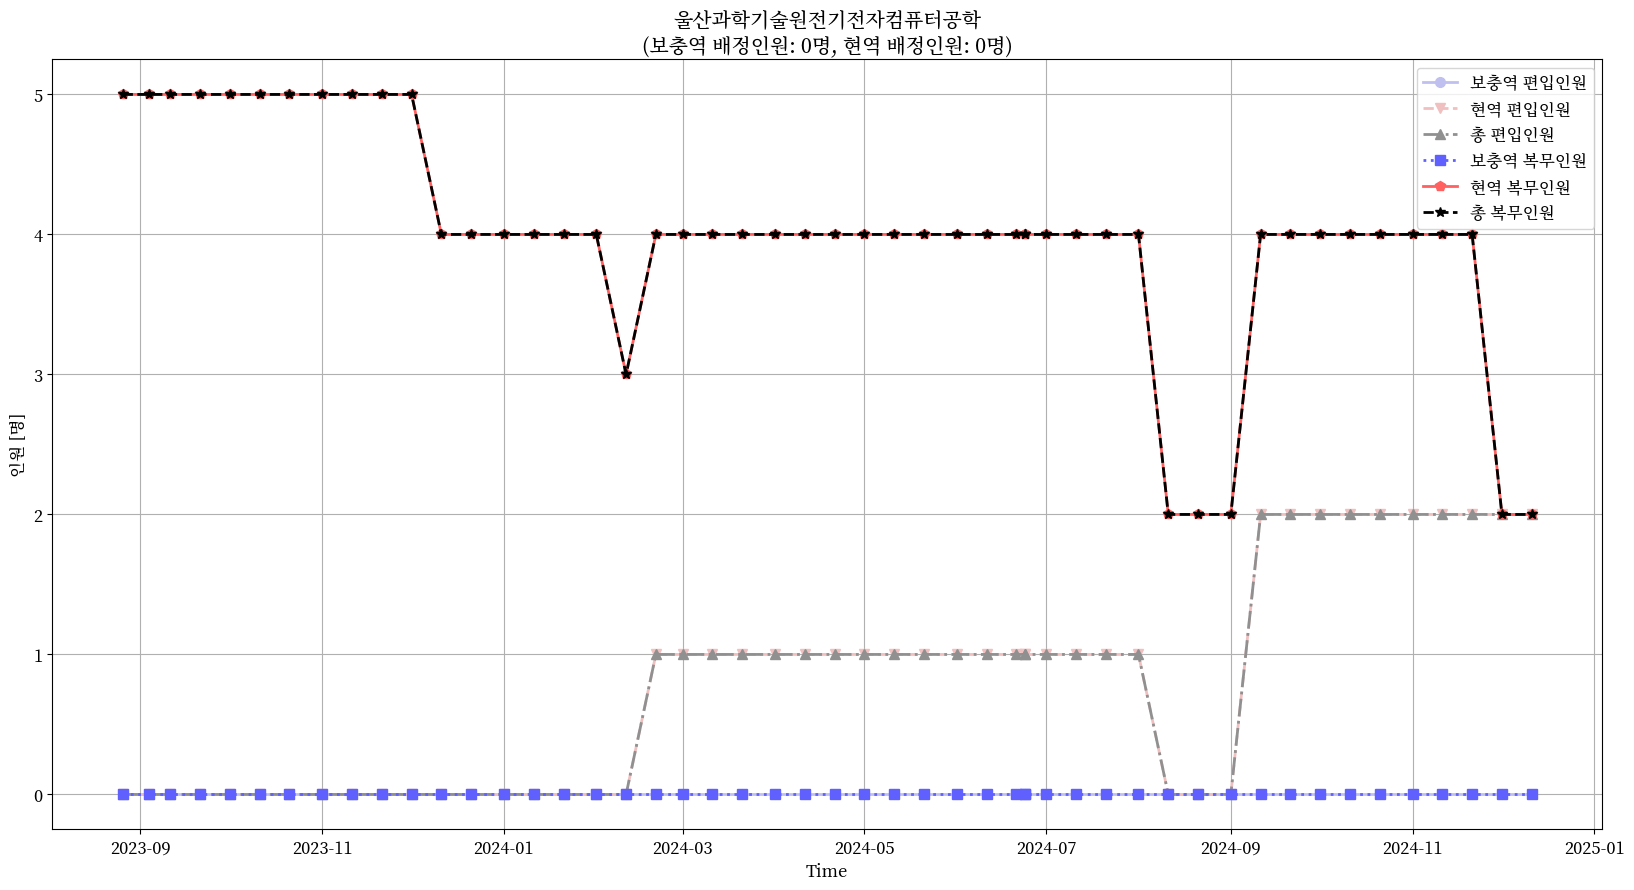 울산과학기술원전기전자컴퓨터공학
(보충역 배정인원: 0명, 현역 배정인원: 0명)
보충역 편입인원
현역 편입인원
총 편입인원
보충역 복무인원
현역 복무인원
총 복무인원
인원 [명]
5
4
3
2
1
0
2023-09
2023-11
2024-01
2024-03
2024-05
2024-07
2024-09
2024-11
2025-01
Time